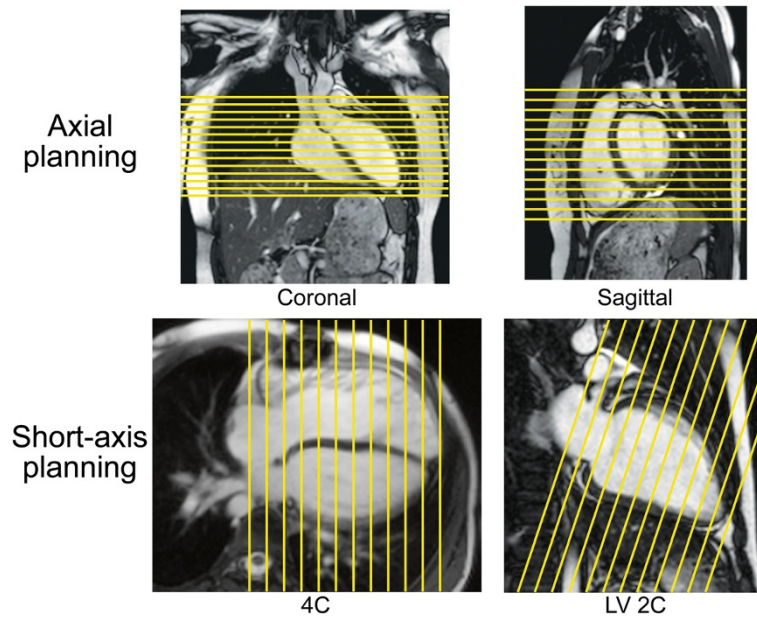 Axial
planning
Coronal
Sagittal
Short-axis
planning
4C
LV 2C